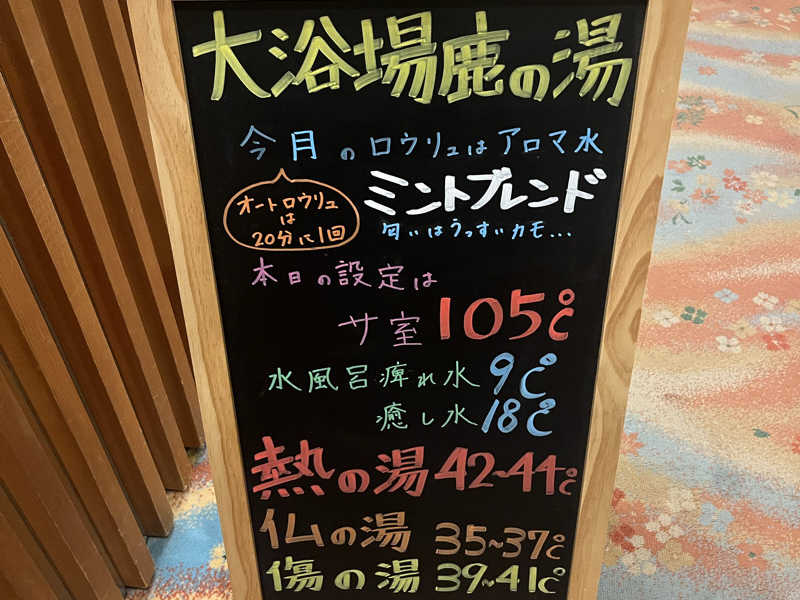 大浴場鹿の湯
今月のロウリュはアロマ水
オートロウリュ
は
20分に1回
ミントブレンド
匂いはうっすいカモ...
本日の設定は
サ室 105℃
水風呂痺れ水 9℃
癒し水 18℃
熱の湯 42~44℃
仏の湯 35~37℃
傷の湯 39~41℃